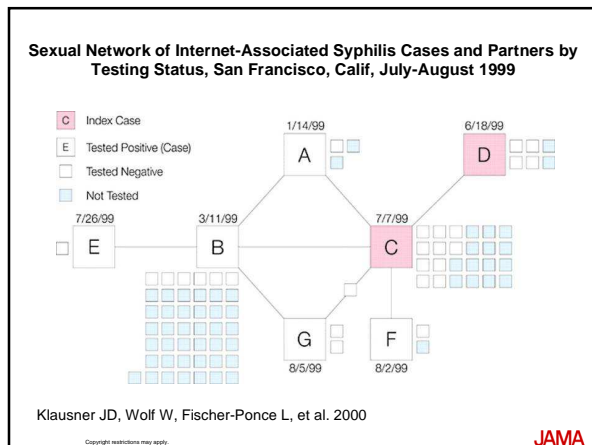 Sexual Network of Internet-Associated Syphilis Cases and Partners by
Testing Status, San Francisco, Calif, July-August 1999
C Index Case
E Tested Positive (Case)
Tested Negative
Not Tested
1/14/99
A
6/18/99
D
7/26/99
E
3/11/99
B
7/7/99
C
G
8/5/99
F
8/2/99
Klausner JD, Wolf W, Fischer-Ponce L, et al. 2000
Copyright restrictions may apply.
JAMA